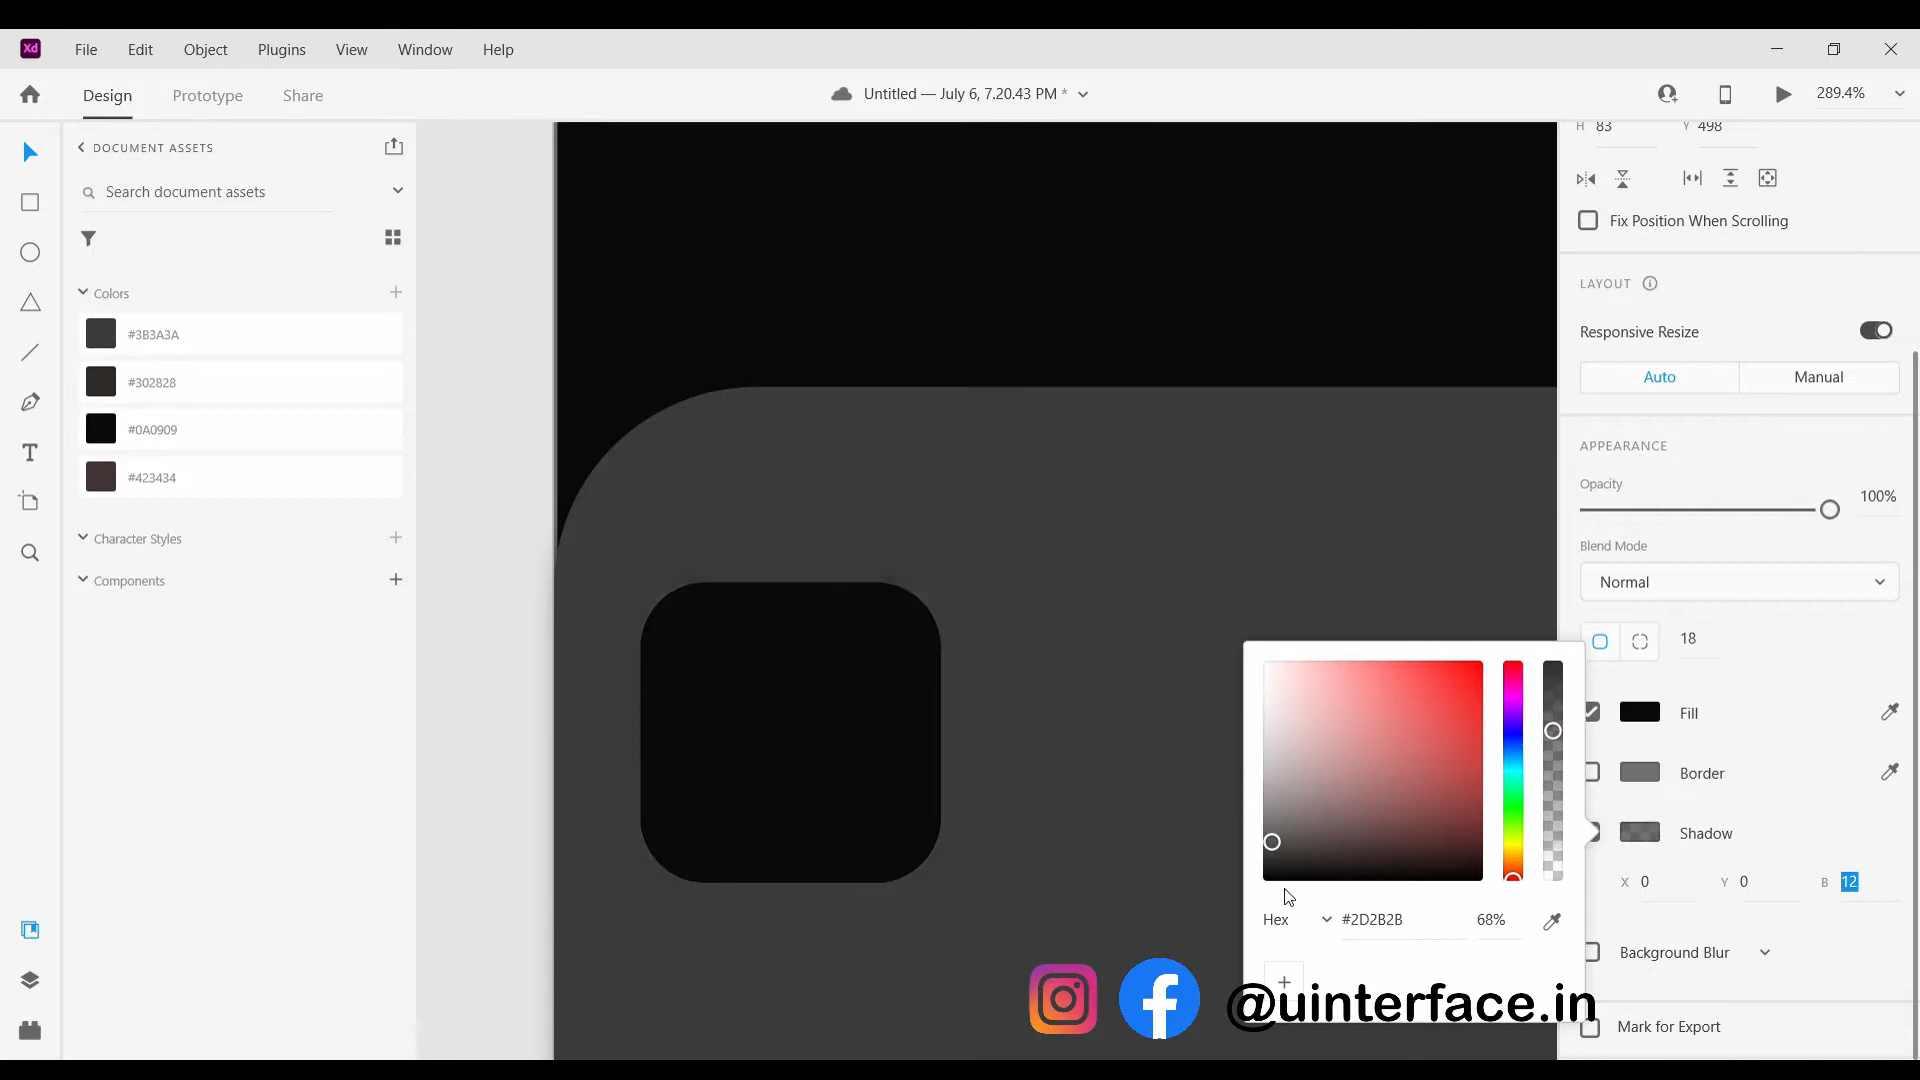 Xd File Edit Object Plugins View Window Help
Design Prototype Share
Untitled — July 6, 7.20.43 PM *
289.4%
DOCUMENT ASSETS
Search document assets
Colors
#3B3A3A
#302828
#0A0909
#423434
Character Styles
Components
H 83 Y 498
Fix Position When Scrolling
LAYOUT
Responsive Resize
Auto Manual
APPEARANCE
Opacity
100%
Blend Mode
Normal
18
Fill
Border
Shadow
X 0 Y 0 B 12
Hex #2D2B2B 68%
Background Blur
@uinterface.in
Mark for Export